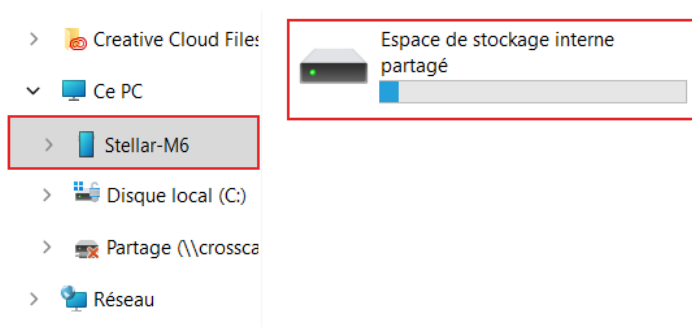 Creative Cloud Files
Ce PC
Stellar-M6
Disque local (C:)
Partage (\\crossca
Réseau
Espace de stockage interne
partagé